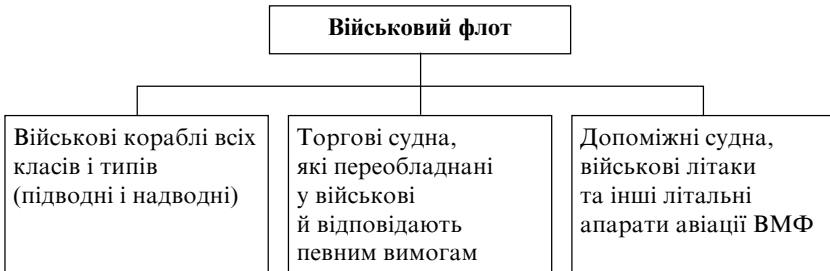 Військовий флот
Військові кораблі всіх
класів і типів
(підводні і надводні)
Торгові судна,
які переобладнані
у військові
й відповідають
певним вимогам
Допоміжні судна,
військові літаки
та інші літальні
апарати авіації ВМФ